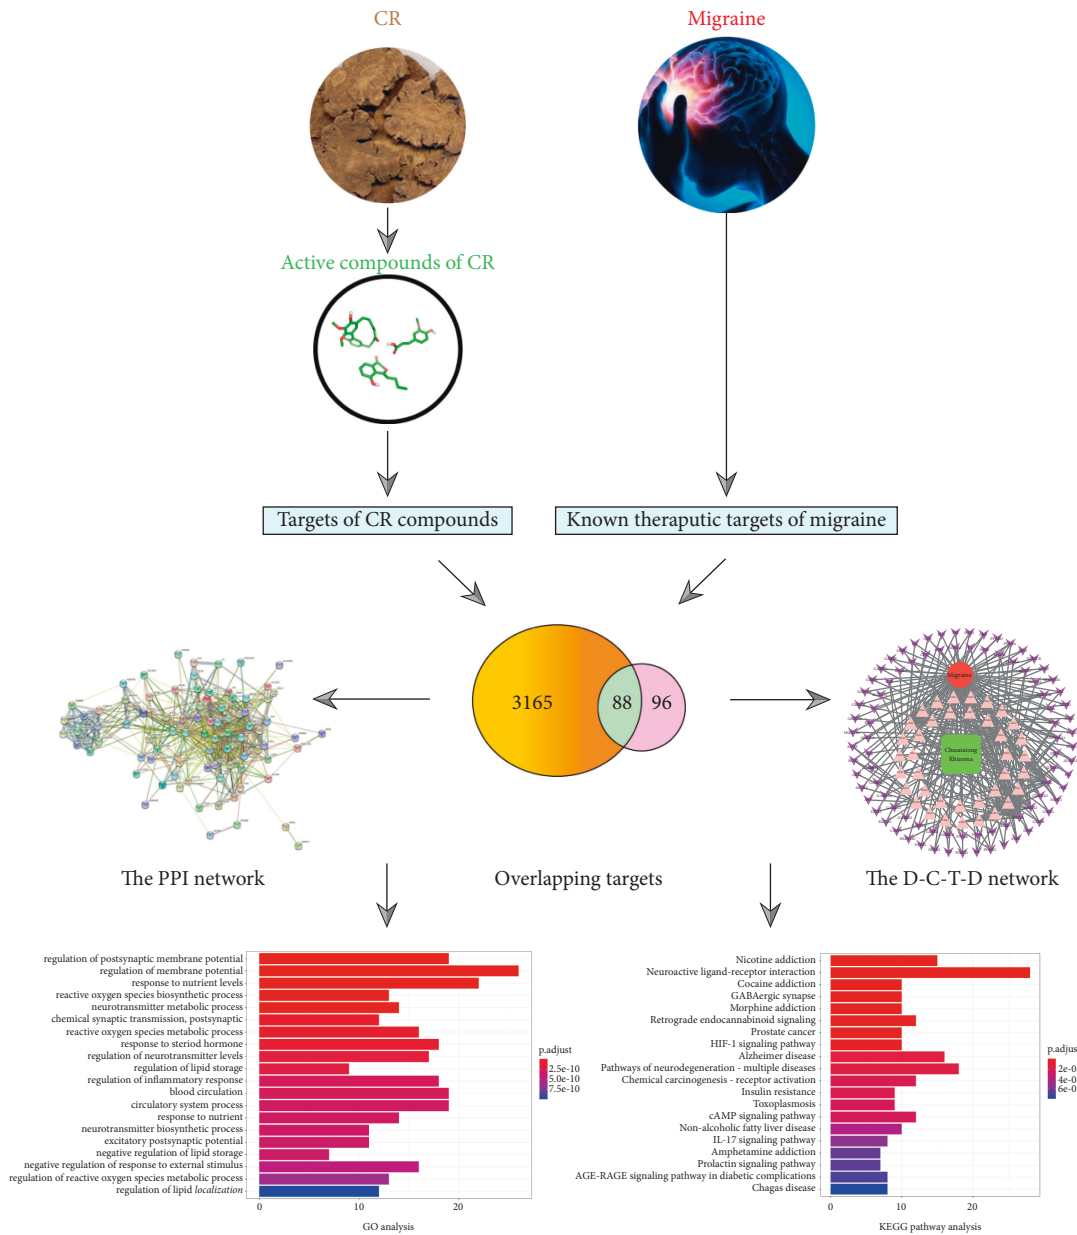 CR
Migraine
Active compounds of CR
Targets of CR compounds
Known theraputic targets of migraine
3165
88
96
Migraine
Chuanxiong
Rhizoma
The PPI network
Overlapping targets
The D-C-T-D network
regulation of postsynaptic membrane potential
regulation of membrane potential
response to nutrient levels
reactive oxygen species biosynthetic process
neurotransmitter metabolic process
chemical synaptic transmission, postsynaptic
reactive oxygen species metabolic process
response to steriod hormone
regulation of neurotransmitter levels
regulation of lipid storage
regulation of inflammatory response
blood circulation
circulatory system process
response to nutrient
neurotransmitter biosynthetic process
excitatory postsynaptic potential
negative regulation of lipid storage
negative regulation of response to external stimulus
regulation of reactive oxygen species metabolic process
regulation of lipid localization
0
10
20
GO analysis
p.adjust
2.5e-10
5.0e-10
7.5e-10
Nicotine addiction
Neuroactive ligand-receptor interaction
Cocaine addiction
GABAergic synapse
Morphine addiction
Retrograde endocannabinoid signaling
Prostate cancer
HIF-1 signaling pathway
Alzheimer disease
Pathways of neurodegeneration - multiple diseases
Chemical carcinogenesis - receptor activation
Insulin resistance
Toxoplasmosis
cAMP signaling pathway
Non-alcoholic fatty liver disease
IL-17 signaling pathway
Amphetamine addiction
Prolactin signaling pathway
AGE-RAGE signaling pathway in diabetic complications
Chagas disease
0
10
20
KEGG pathway analysis
p.adjus
2e-0
4e-0
6e-0